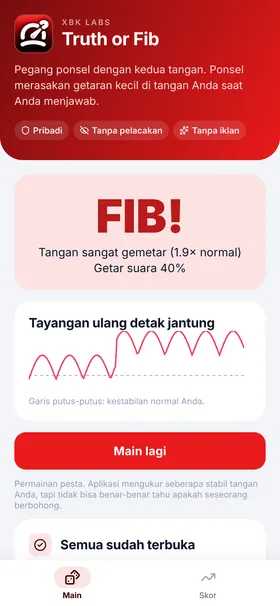 XBK LABS
Truth or Fib
Pegang ponsel dengan kedua tangan. Ponsel
merasakan getaran kecil di tangan Anda saat
Anda menjawab.
Pribadi
Tanpa pelacakan
Tanpa iklan
FIB!
Tangan sangat gemetar (1.9× normal)
Getar suara 40%
Tayangan ulang detak jantung
Garis putus-putus: kestabilan normal Anda.
Main lagi
Permainan pesta. Aplikasi mengukur seberapa stabil tangan
Anda, tapi tidak bisa benar-benar tahu apakah seseorang
berbohong.
Semua sudah terbuka
Main
Skor